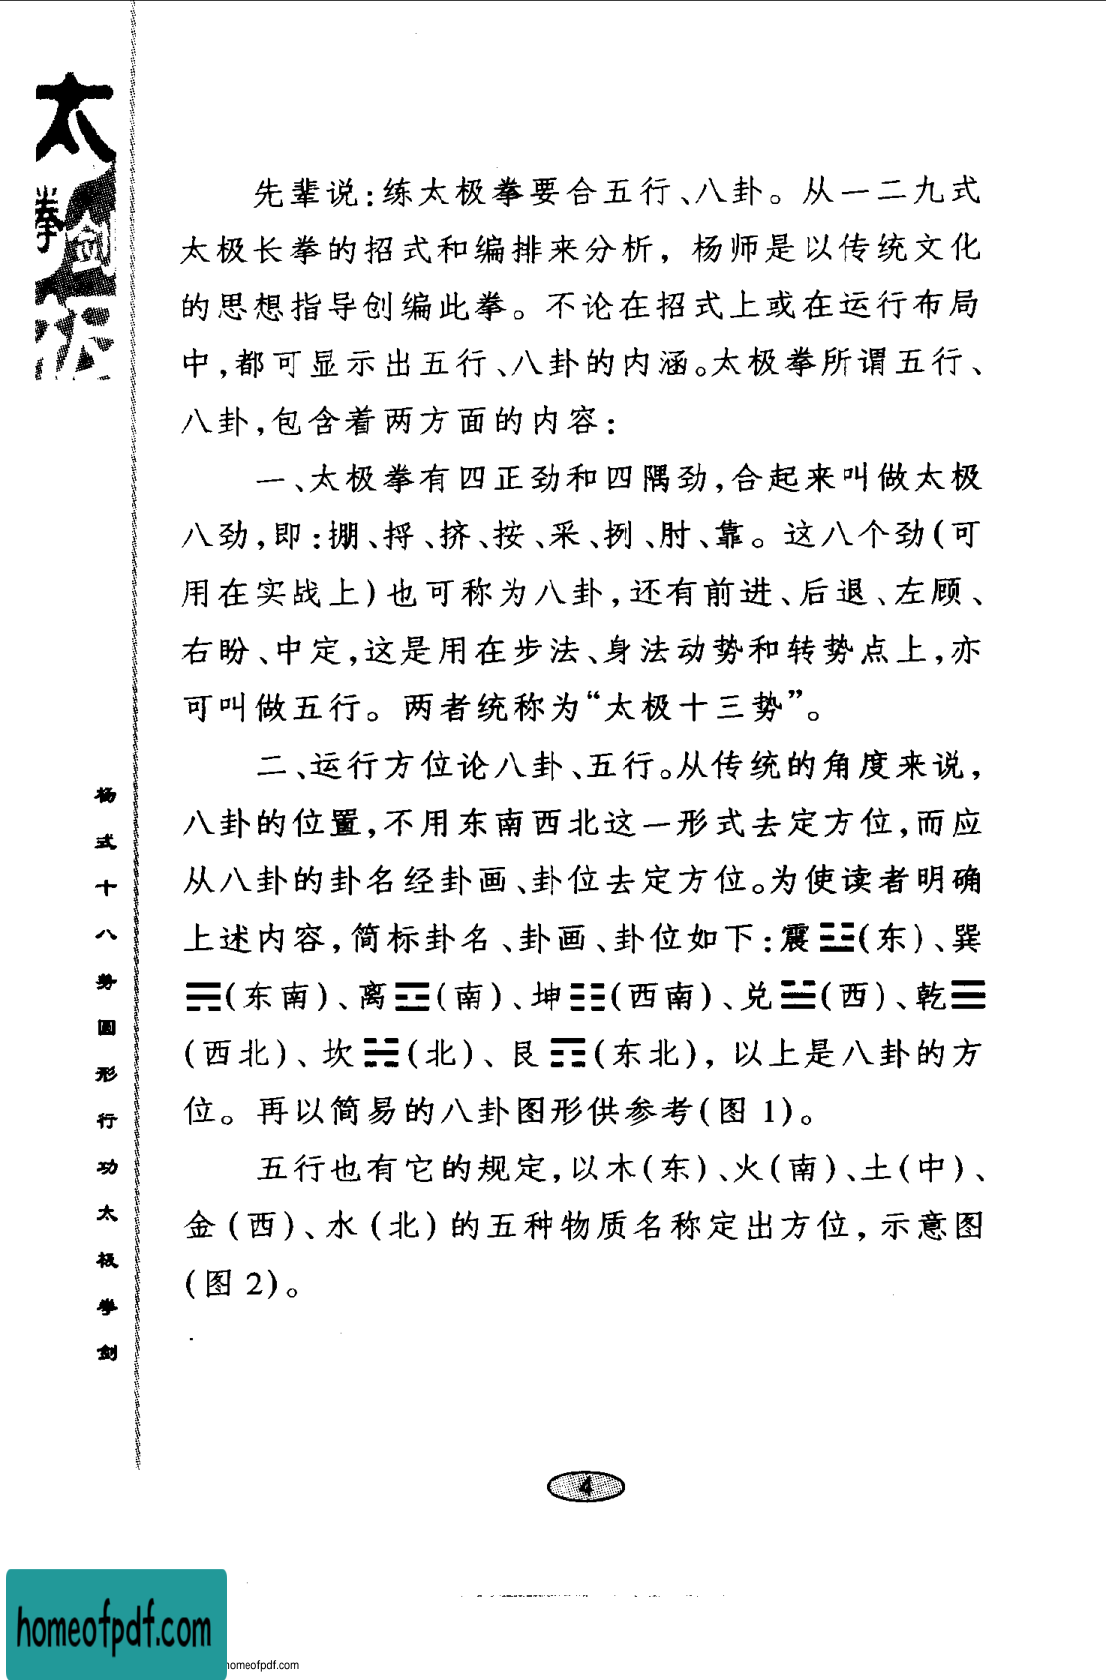 太
拳
剑
先辈说:练太极拳要合五行、八卦。从一二九式
太极长拳的招式和编排来分析，杨师是以传统文化
的思想指导创编此拳。不论在招式上或在运行布局
中,都可显示出五行、八卦的内涵。太极拳所谓五行、
八卦,包含着两方面的内容:
一、太极拳有四正劲和四隅劲,合起来叫做太极
八劲,即:掤、捋、挤、按、采、挒、肘、靠。这八个劲(可
用在实战上)也可称为八卦,还有前进、后退、左顾、
右盼、中定,这是用在步法、身法动势和转势点上,亦
可叫做五行。两者统称为“太极十三势”。
二、运行方位论八卦、五行。从传统的角度来说,
八卦的位置,不用东南西北这一形式去定方位,而应
从八卦的卦名经卦画、卦位去定方位。为使读者明确
上述内容,简标卦名、卦画、卦位如下:震☳(东)、巽
☴(东南)、离☲(南)、坤☷(西南)、兑☱(西)、乾☰
(西北)、坎☵(北)、艮☶(东北)，以上是八卦的方
位。再以简易的八卦图形供参考(图 1)。
五行也有它的规定,以木(东)、火(南)、土(中)、
金(西)、水(北)的五种物质名称定出方位，示意图
(图 2)。
杨式十八势圆形行功太极拳剑
4
homeofpdf.com
homeofpdf.com